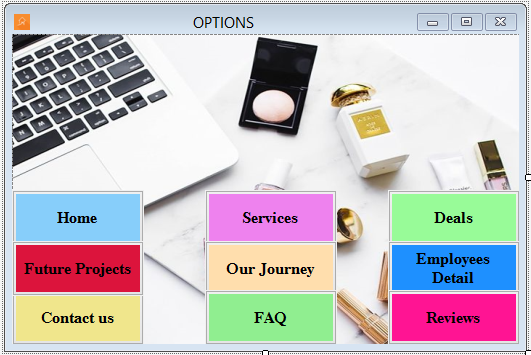 OPTIONS
Home
Services
Deals
Future Projects
Our Journey
Employees
Detail
Contact us
FAQ
Reviews